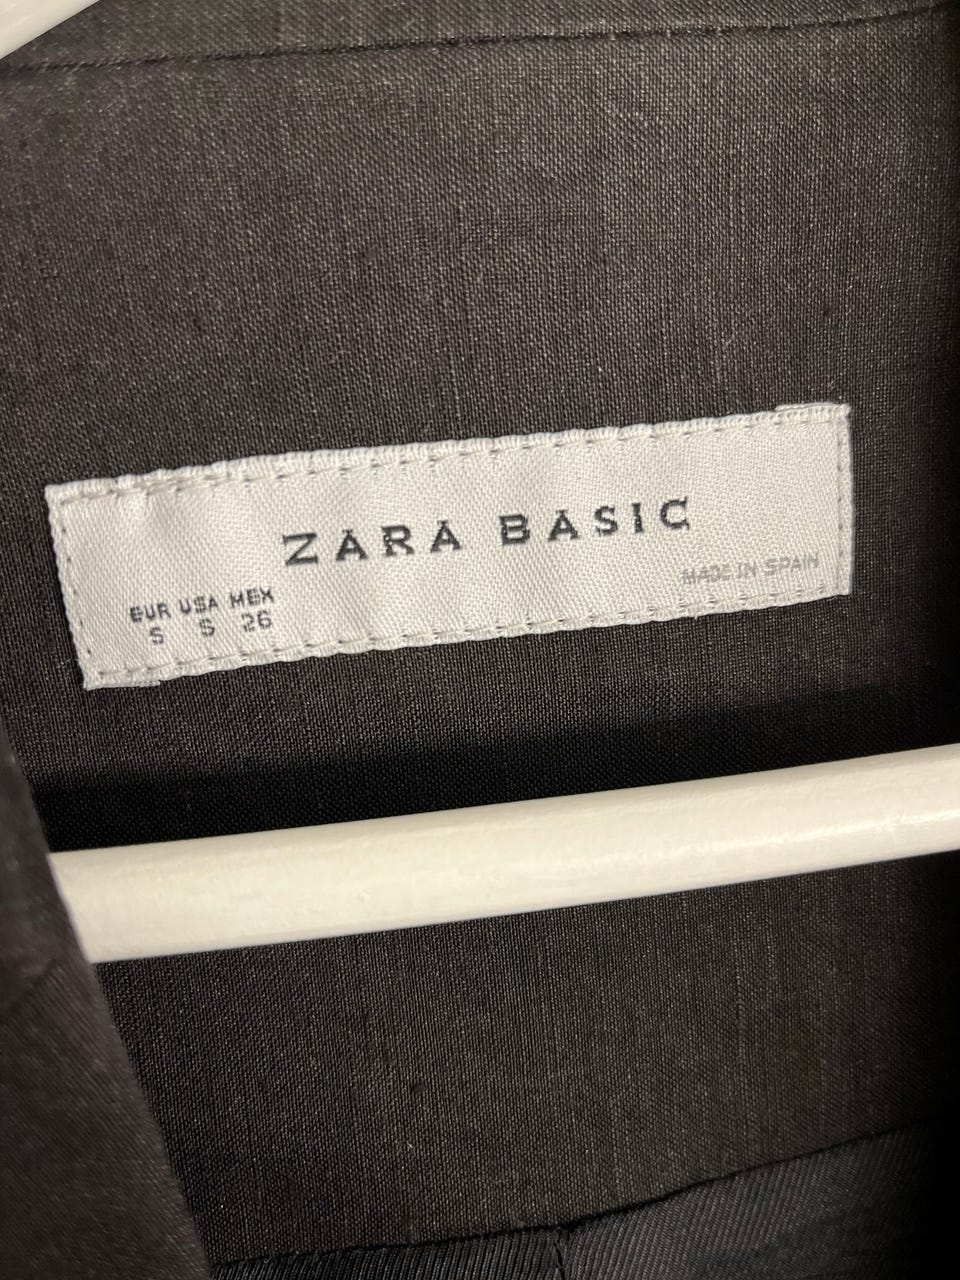 ZARA BASIC
MADE IN SPAIN
EUR USA MEX
S S 26